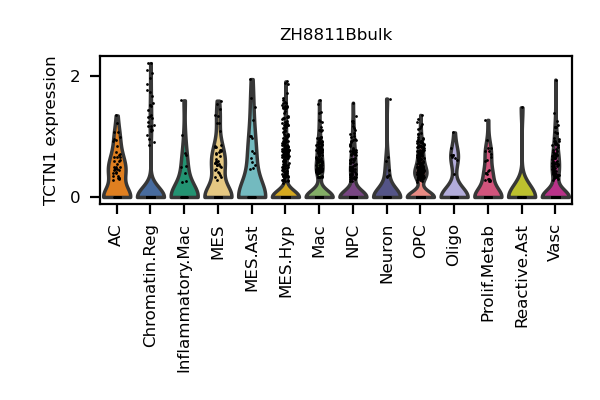 ZH8811Bbulk
TCTN1 expression
2
0
AC
Chromatin.Reg
Inflammatory.Mac
MES
MES.Ast
MES.Hyp
Mac
NPC
Neuron
OPC
Oligo
Prolif.Metab
Reactive.Ast
Vasc